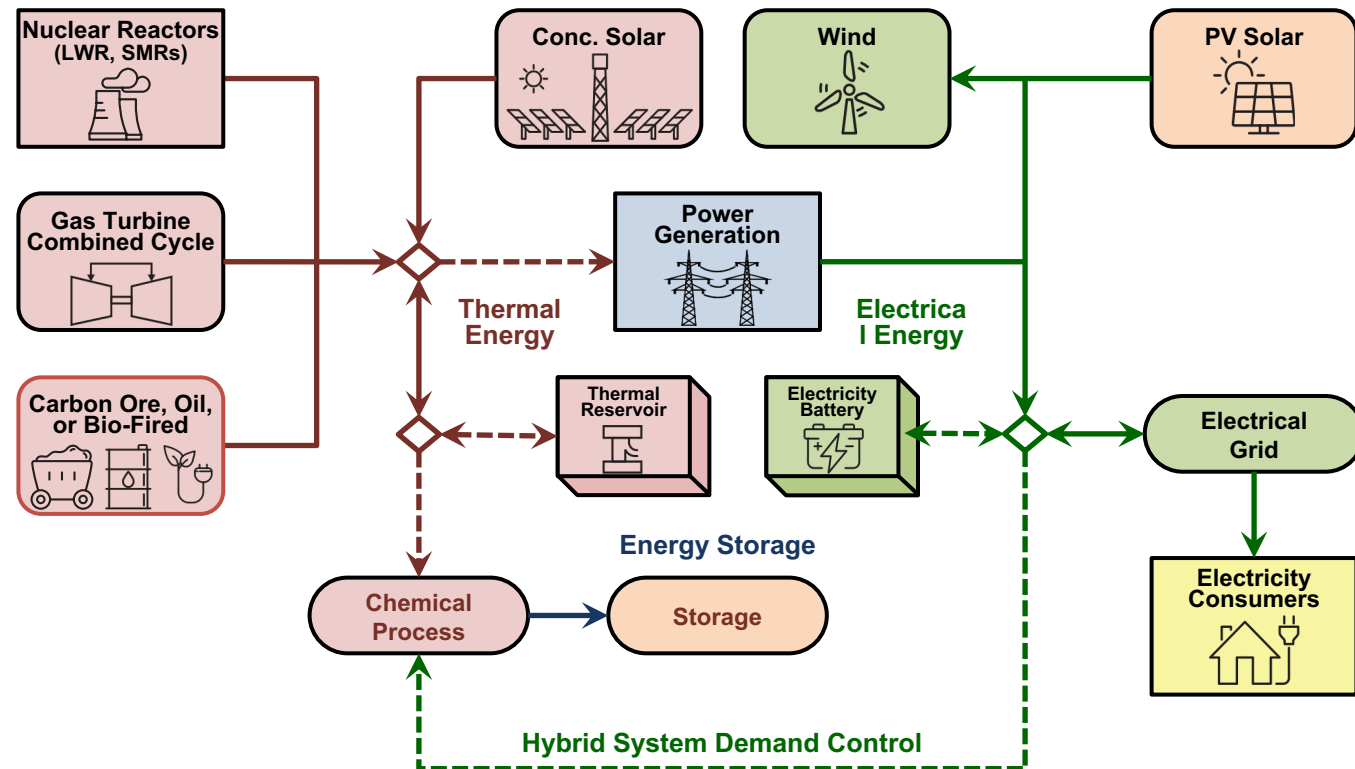 Nuclear Reactors
(LWR, SMRs)
Conc. Solar
Wind
PV Solar
Gas Turbine
Combined Cycle
Power
Generation
Thermal
Energy
Electrica
l Energy
Carbon Ore, Oil,
or Bio-Fired
Thermal
Reservoir
Electricity
Battery
Electrical
Grid
Energy Storage
Chemical
Process
Storage
Electricity
Consumers
Hybrid System Demand Control